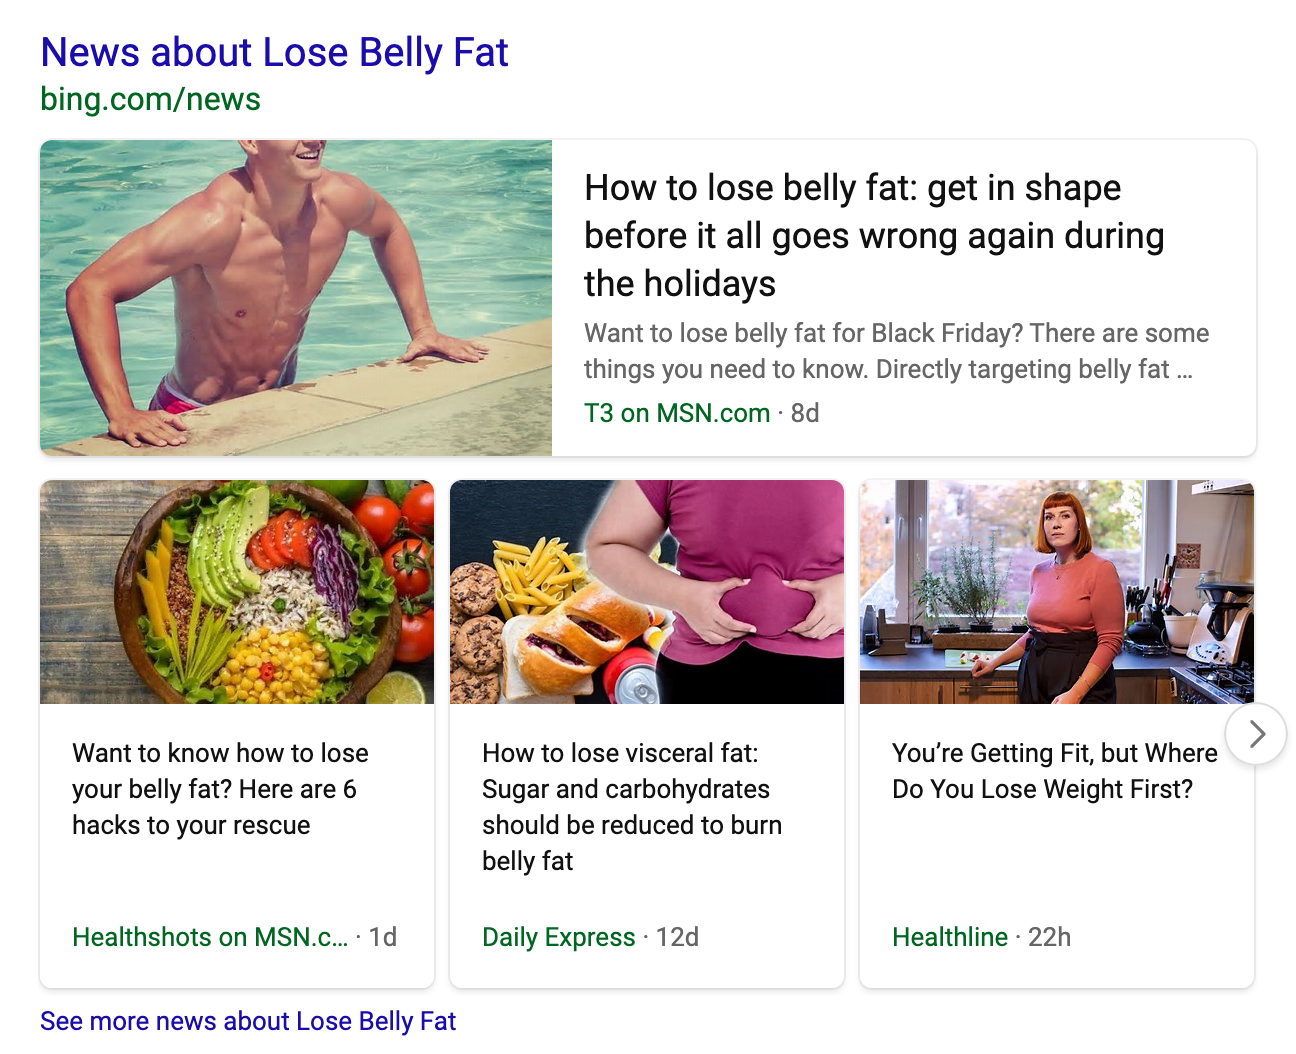 News about Lose Belly Fat
bing.com/news
How to lose belly fat: get in shape
before it all goes wrong again during
the holidays
Want to lose belly fat for Black Friday? There are some
things you need to know. Directly targeting belly fat ...
T3 on MSN.com · 8d
Want to know how to lose
your belly fat? Here are 6
hacks to your rescue
Healthshots on MSN.c... · 1d
How to lose visceral fat:
Sugar and carbohydrates
should be reduced to burn
belly fat
Daily Express · 12d
You’re Getting Fit, but Where
Do You Lose Weight First?
Healthline · 22h
See more news about Lose Belly Fat